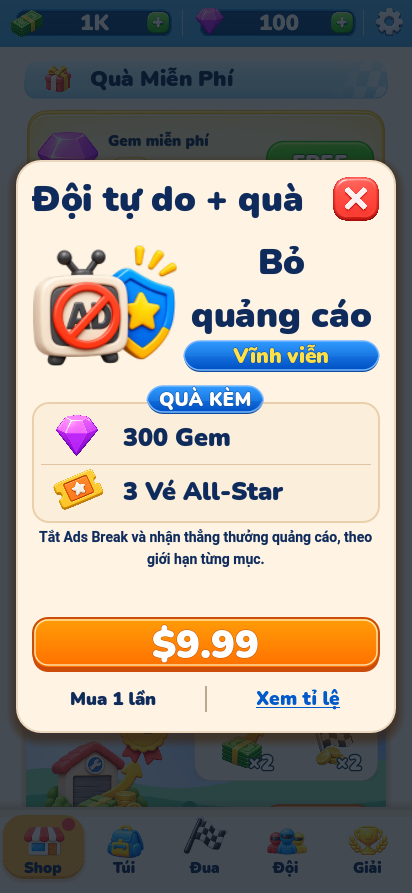 1K
100
Quà Miễn Phí
Gem miễn phí
FREE
Đội tự do + quà
AD
Bỏ
quảng cáo
Vĩnh viễn
QUÀ KÈM
300 Gem
3 Vé All-Star
Tắt Ads Break và nhận thẳng thưởng quảng cáo, theo
giới hạn từng mục.
$9.99
Mua 1 lần
Xem tỉ lệ
x2
x2
Shop
Túi
Đua
Đội
Giải